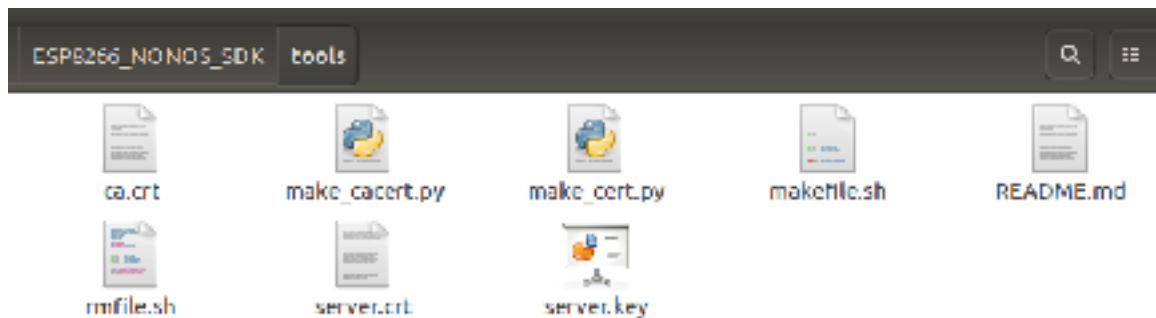 ESP8266_NONOS_SDK tools
ca.crt make_cacert.py make_cert.py makefile.sh README.md
rmfile.sh server.crt server.key